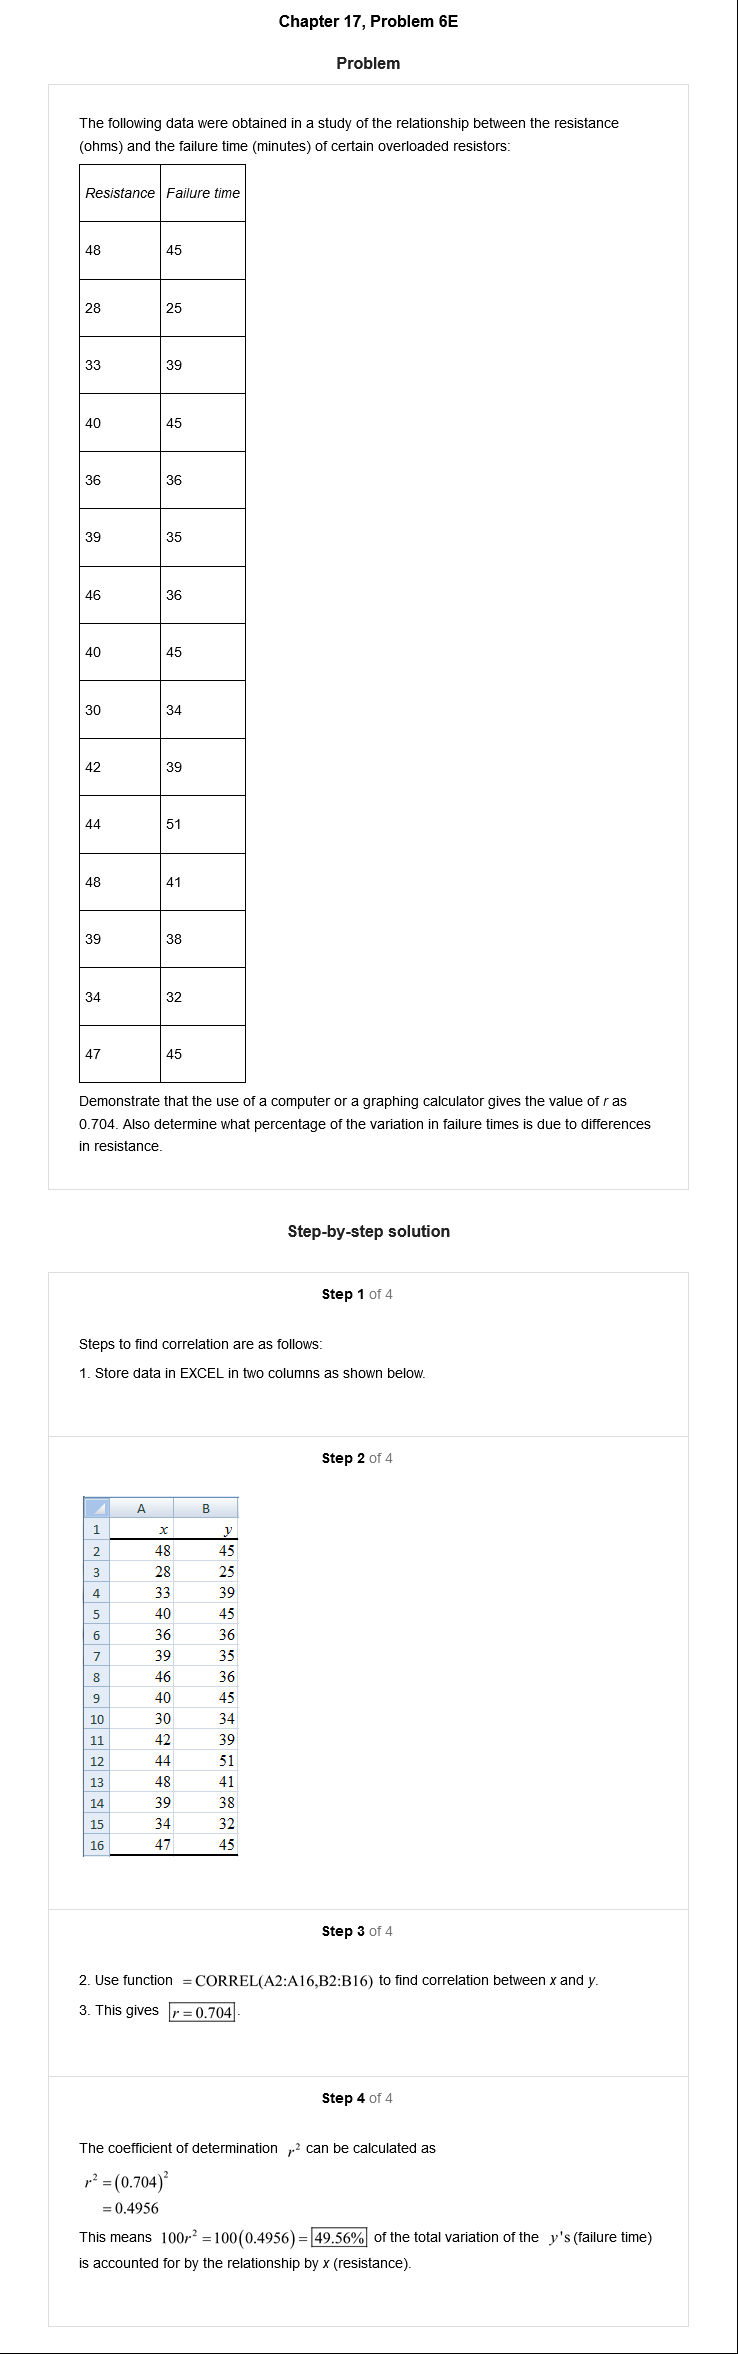 Chapter 17, Problem 6E
Problem
The following data were obtained in a study of the relationship between the resistance
(ohms) and the failure time (minutes) of certain overloaded resistors:
Resistance Failure time
48 45
28 25
33 39
40 45
36 36
39 35
46 36
40 45
30 34
42 39
44 51
48 41
39 38
34 32
47 45
Demonstrate that the use of a computer or a graphing calculator gives the value of r as
0.704. Also determine what percentage of the variation in failure times is due to differences
in resistance.
Step-by-step solution
Step 1 of 4
Steps to find correlation are as follows:
1. Store data in EXCEL in two columns as shown below.
Step 2 of 4
A B
1 x y
2 48 45
3 28 25
4 33 39
5 40 45
6 36 36
7 39 35
8 46 36
9 40 45
10 30 34
11 42 39
12 44 51
13 48 41
14 39 38
15 34 32
16 47 45
Step 3 of 4
2. Use function = CORREL(A2:A16,B2:B16) to find correlation between x and y.
3. This gives r = 0.704.
Step 4 of 4
The coefficient of determination r² can be calculated as
r² = (0.704)²
= 0.4956
This means 100r² = 100(0.4956) = 49.56% of the total variation of the y's (failure time)
is accounted for by the relationship by x (resistance).